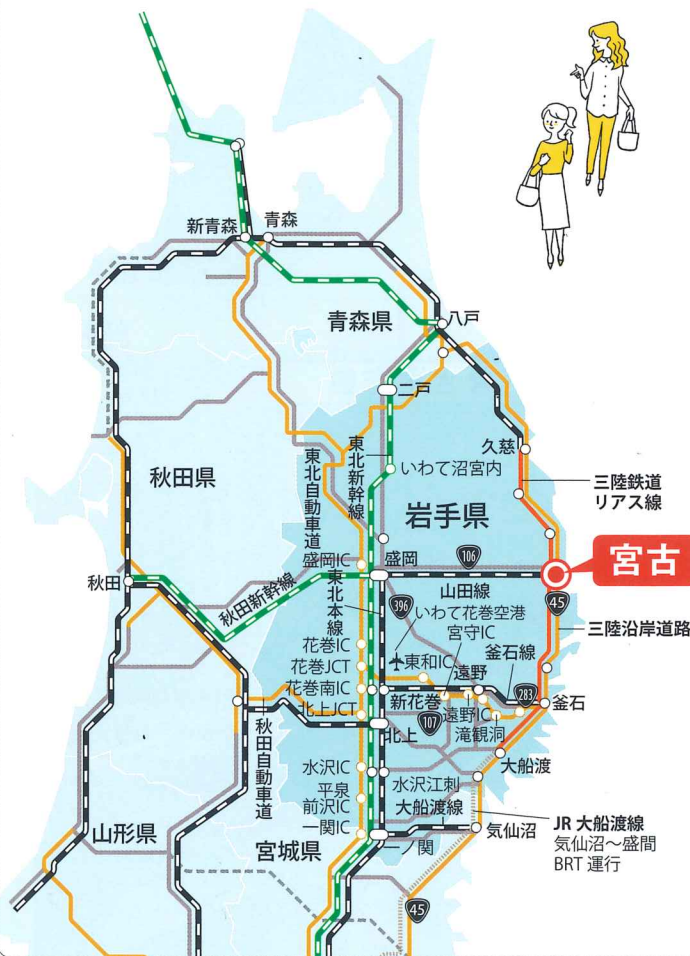 新青森
青森
青森県
八戸
二戸
久慈
東北新幹線
東北自動車道
いわて沼宮内
三陸鉄道
リアス線
秋田県
岩手県
盛岡IC
盛岡
106
宮古
秋田
秋田新幹線
東北本線
山田線
396
いわて花巻空港
45
宮守IC
三陸沿岸道路
花巻IC
釜石線
花巻JCT
東和IC
遠野
花巻南IC
新花巻
283
釜石
北上JCT
107
遠野IC
北上
滝観洞
秋田自動車道
大船渡
水沢IC
水沢江刺
平泉
前沢IC
大船渡線
一関IC
気仙沼
一ノ関
JR 大船渡線
気仙沼~盛間
BRT 運行
山形県
宮城県
45